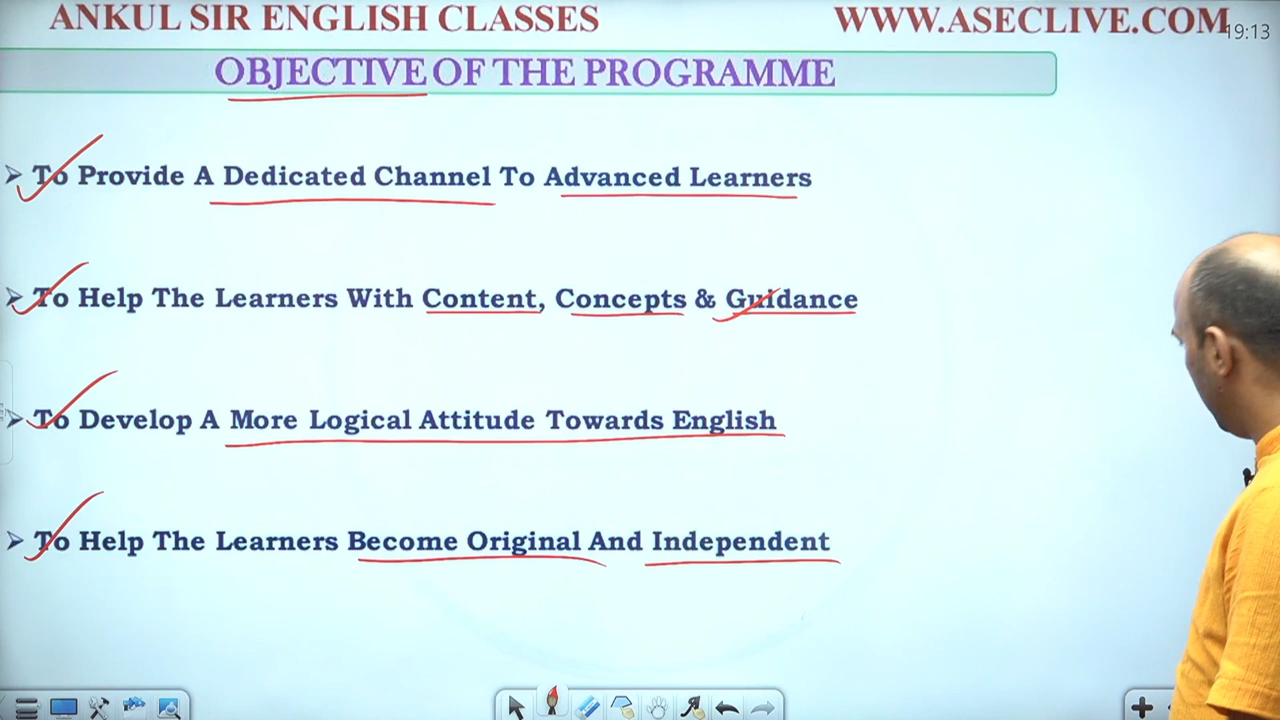 ANKUL SIR ENGLISH CLASSES WWW.ASECLIVE.COM
19:13
OBJECTIVE OF THE PROGRAMME
To Provide A Dedicated Channel To Advanced Learners
To Help The Learners With Content, Concepts & Guidance
To Develop A More Logical Attitude Towards English
To Help The Learners Become Original And Independent